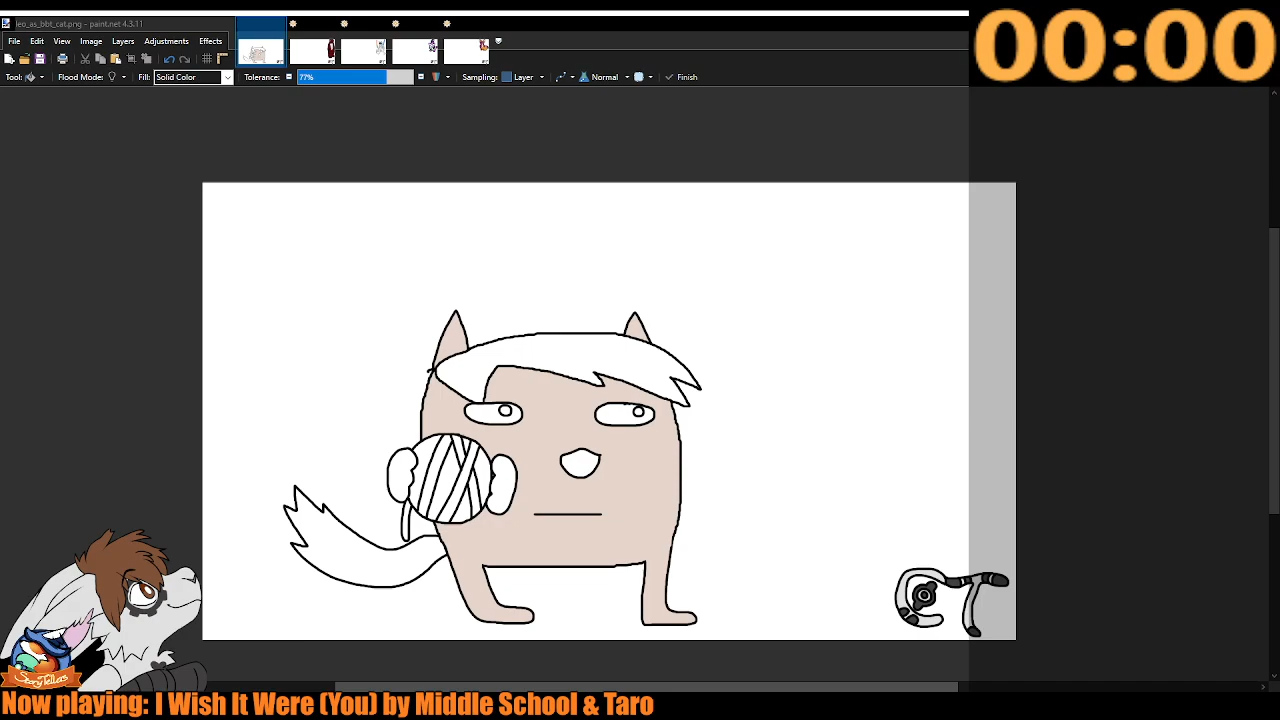 leo_as_bbt_cat.png - paint.net 4.3.11
00:00
File Edit View Image Layers Adjustments Effects
Tool: Flood Mode: Fill: Solid Color Tolerance: 77% Sampling: Layer Normal Finish
CT
StoryTellers
Now playing: I Wish It Were (You) by Middle School & Taro